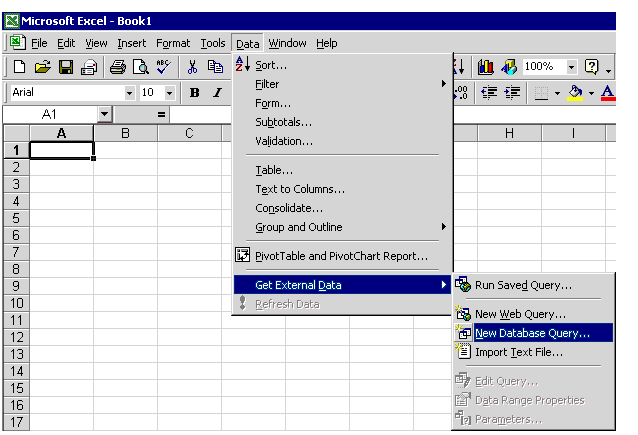 Microsoft Excel - Book1
File Edit View Insert Format Tools Data Window Help
100%
Arial 10 B I A
A1 =
A B C H I
1
2
3
4
5
6
7
8
9
10
11
12
13
14
15
16
17
Sort...
Filter
Form...
Subtotals...
Validation...
Table...
Text to Columns...
Consolidate...
Group and Outline
PivotTable and PivotChart Report...
Get External Data
Refresh Data
Run Saved Query...
New Web Query...
New Database Query...
Import Text File...
Edit Query...
Data Range Properties
Parameters...